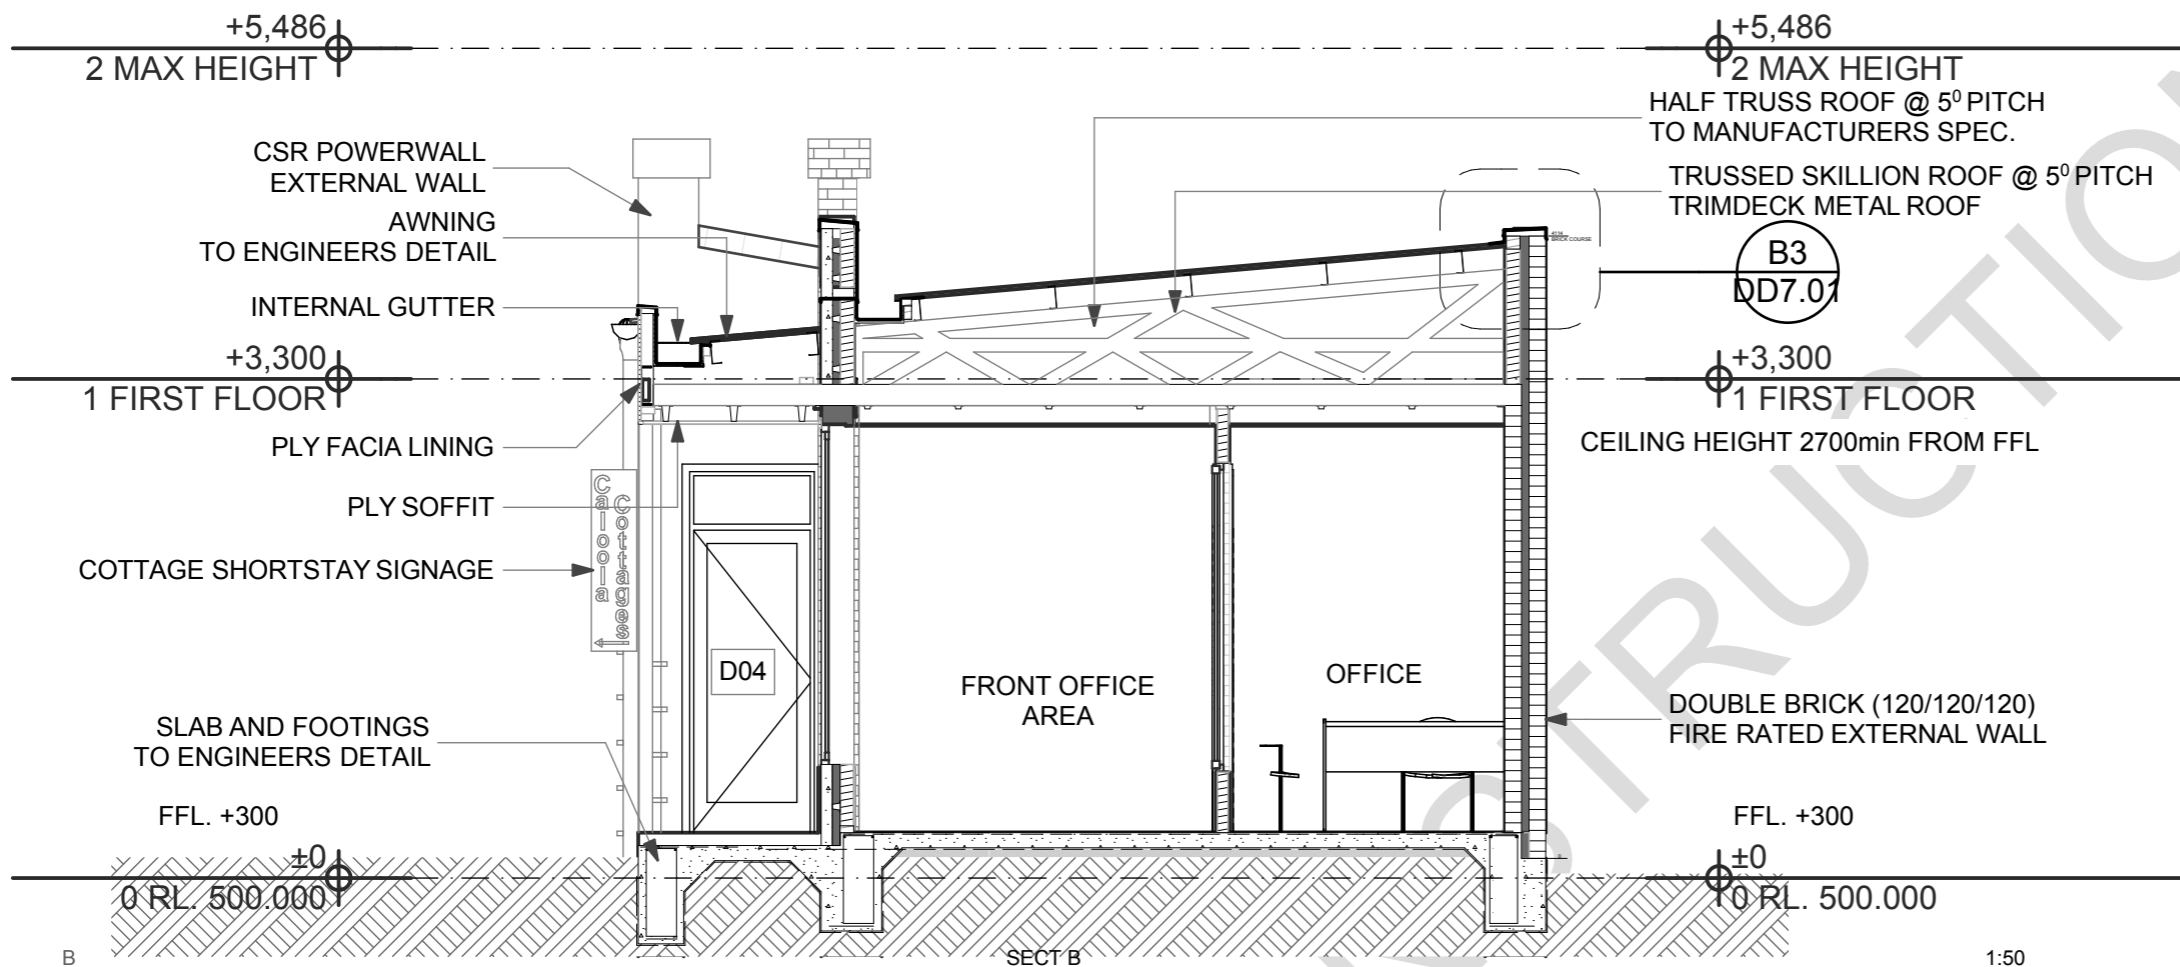 +5,486
2 MAX HEIGHT
+5,486
2 MAX HEIGHT
HALF TRUSS ROOF @ 5⁰ PITCH
TO MANUFACTURERS SPEC.
CSR POWERWALL
EXTERNAL WALL
TRUSSED SKILLION ROOF @ 5⁰ PITCH
TRIMDECK METAL ROOF
AWNING
TO ENGINEERS DETAIL
BRICK COURSE
B3
DD7.01
INTERNAL GUTTER
+3,300
1 FIRST FLOOR
+3,300
1 FIRST FLOOR
PLY FACIA LINING
CEILING HEIGHT 2700min FROM FFL
PLY SOFFIT
Caloola
Cottages
COTTAGE SHORTSTAY SIGNAGE
D04
FRONT OFFICE
AREA
OFFICE
SLAB AND FOOTINGS
TO ENGINEERS DETAIL
DOUBLE BRICK (120/120/120)
FIRE RATED EXTERNAL WALL
FFL. +300
FFL. +300
±0
0 RL. 500.000
±0
0 RL. 500.000
B
SECT B
1:50